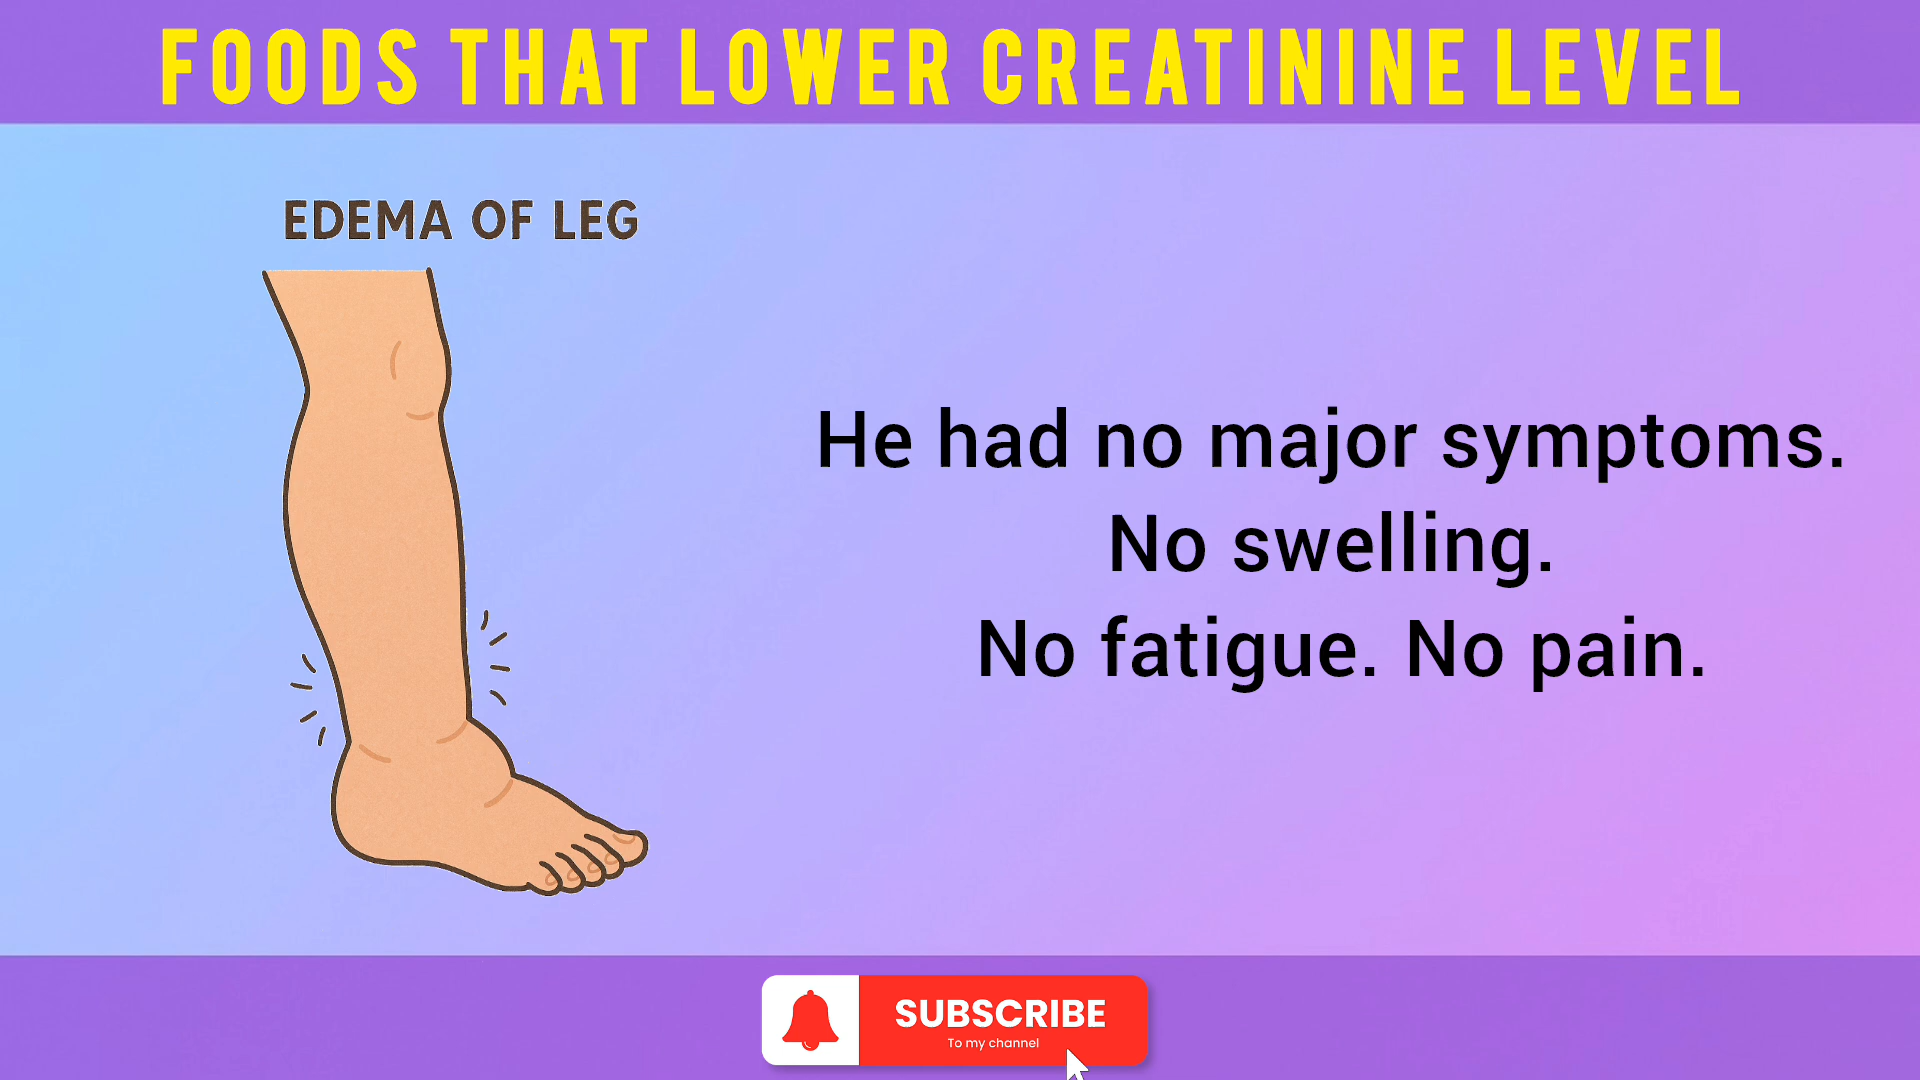 FOODS THAT LOWER CREATININE LEVEL
EDEMA OF LEG
He had no major symptoms.
No swelling.
No fatigue. No pain.
SUBSCRIBE
To my channel